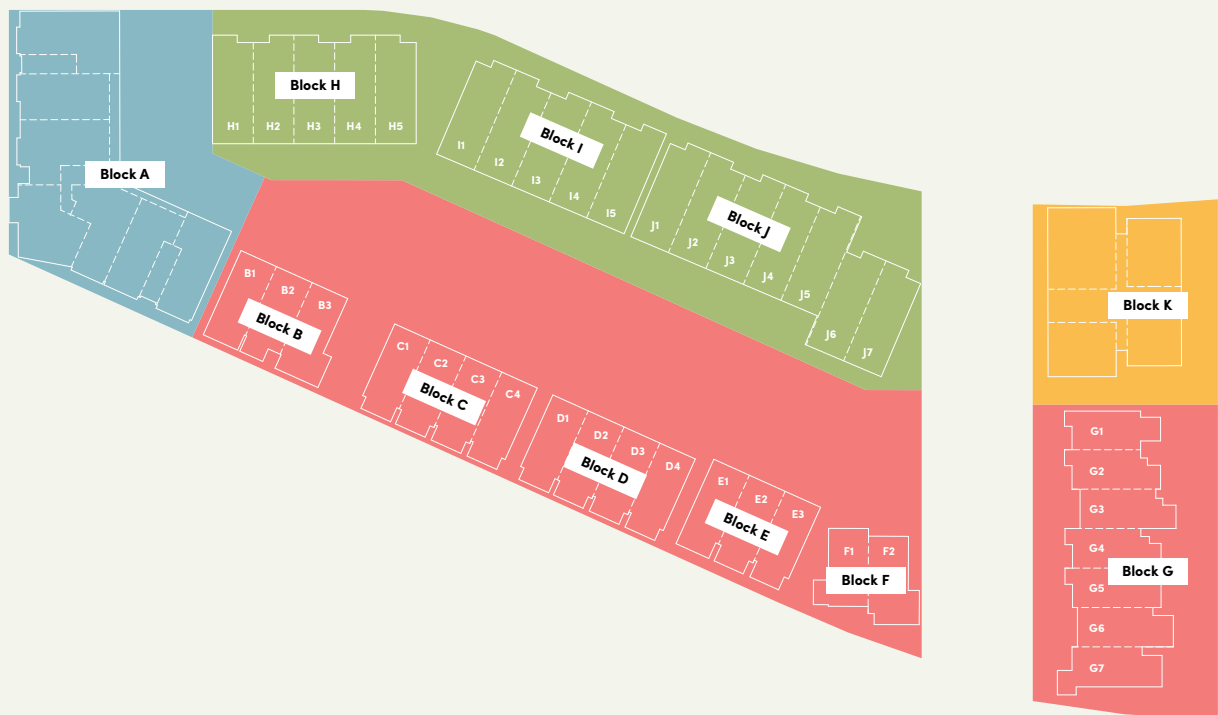 Block A
Block H
H1 H2 H3 H4 H5
Block I
I1 I2 I3 I4 I5
Block J
J1 J2 J3 J4 J5 J6 J7
B1 B2 B3
Block B
C1 C2 C3 C4
Block C
D1 D2 D3 D4
Block D
E1 E2 E3
Block E
F1 F2
Block F
Block K
G1
G2
G3
G4
Block G
G5
G6
G7